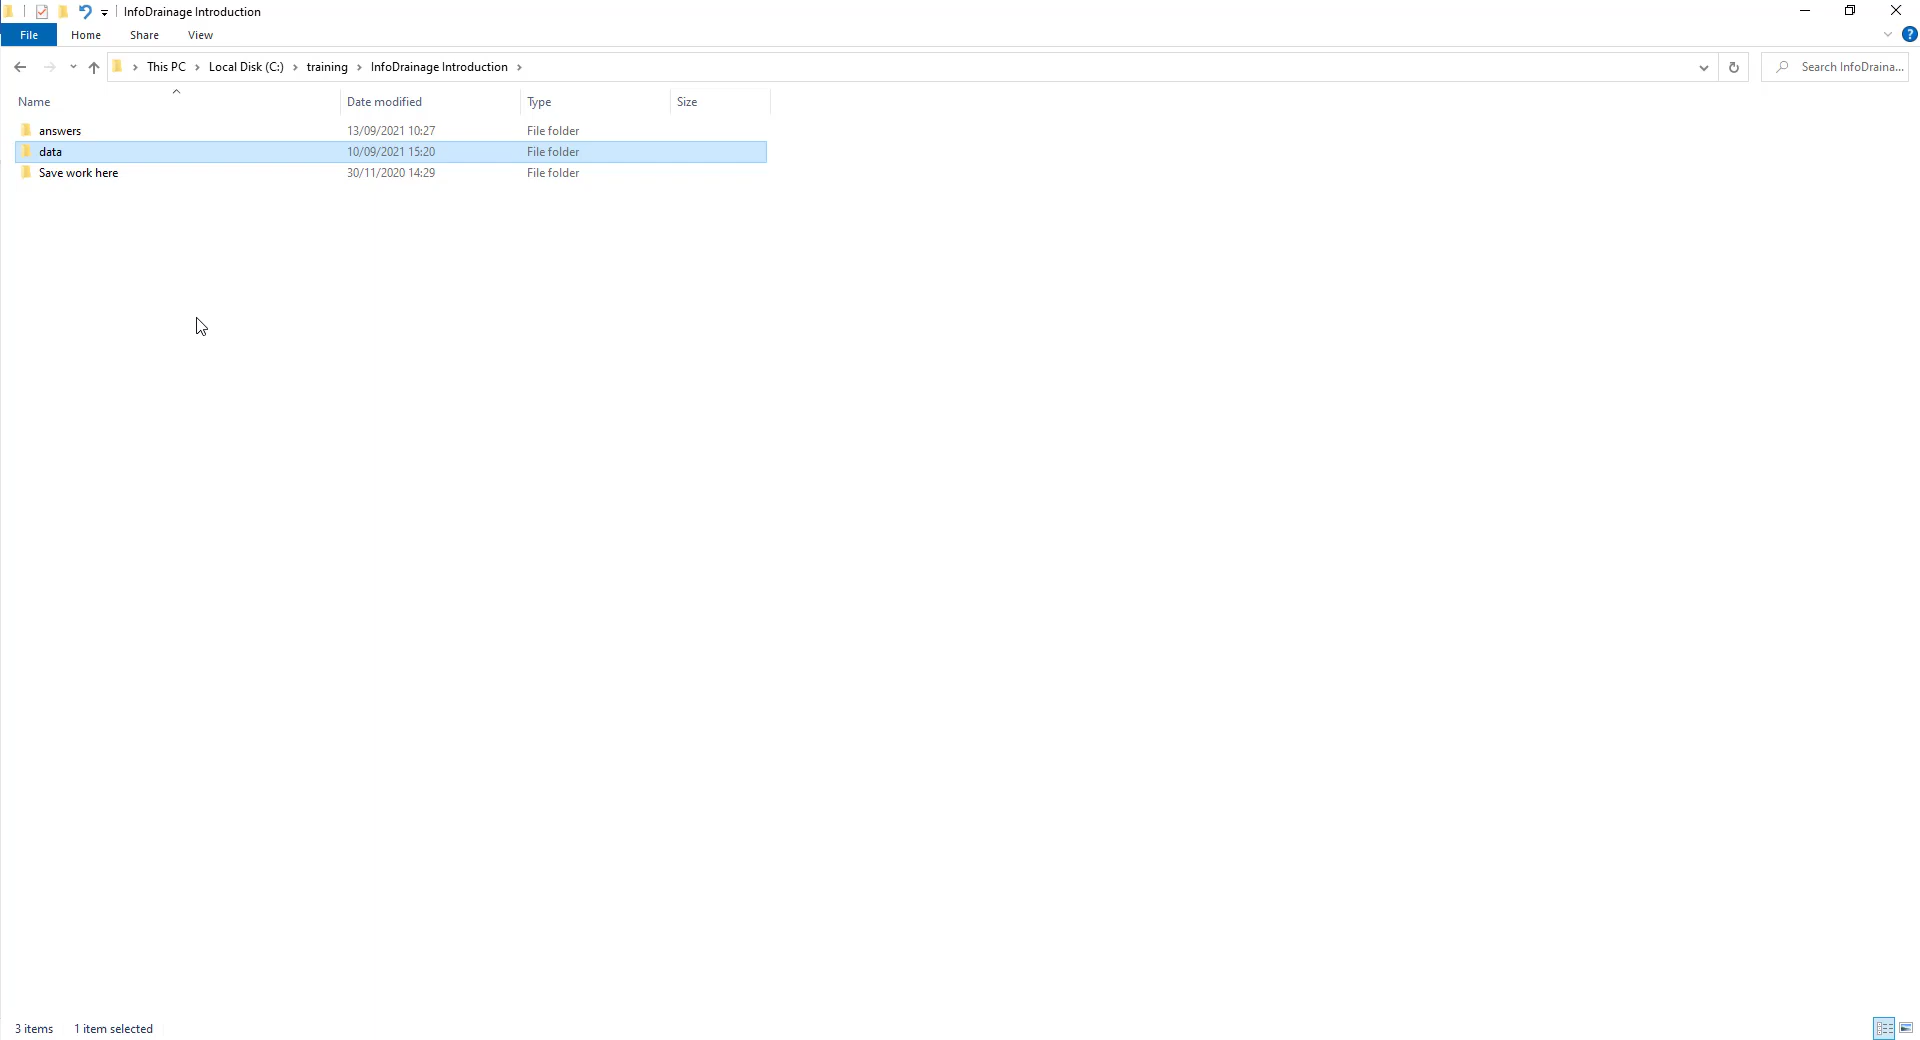 InfoDrainage Introduction
File Home Share View
This PC Local Disk (C:) training InfoDrainage Introduction
Search InfoDraina...
Name Date modified Type Size
answers 13/09/2021 10:27 File folder
data 10/09/2021 15:20 File folder
Save work here 30/11/2020 14:29 File folder
3 items 1 item selected